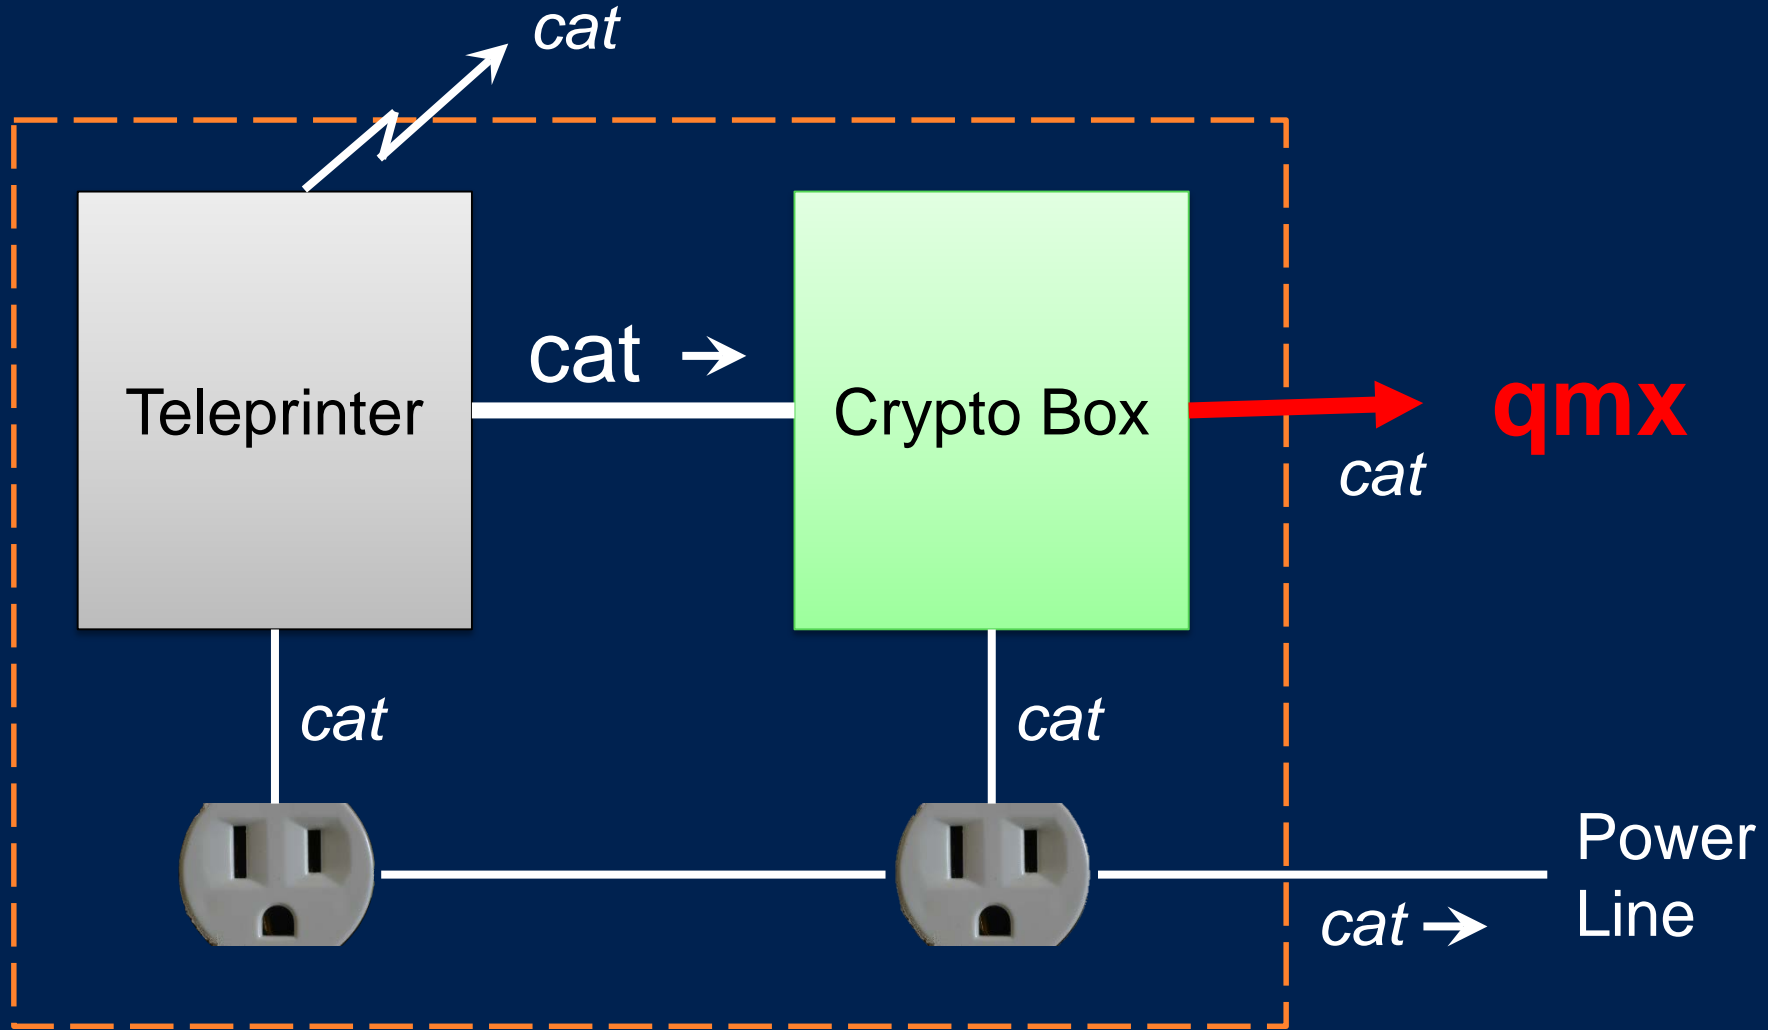 cat
cat
Teleprinter
Crypto Box
qmx
cat
cat
cat
Power
Line
cat